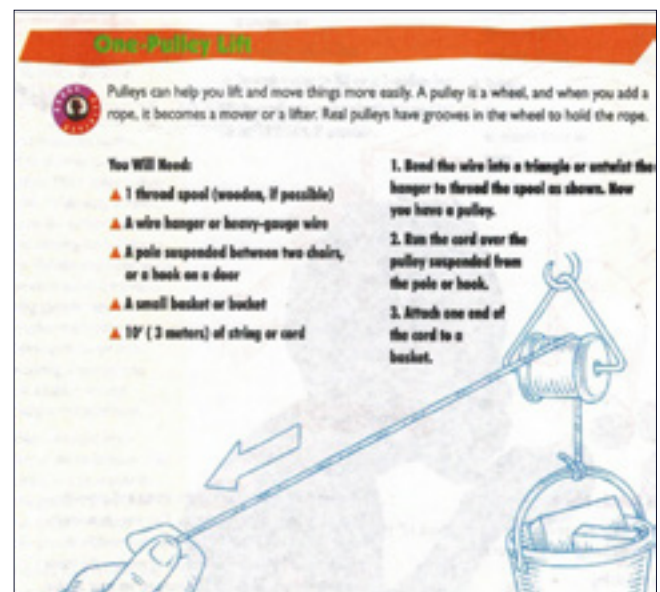 One-Pulley Lift
Pulleys can help you lift and move things more easily. A pulley is a wheel, and when you add a
rope, it becomes a mover or a lifter. Real pulleys have grooves in the wheel to hold the rope.
You Will Need:
▲ 1 thread spool (wooden, if possible)
▲ A wire hanger or heavy-gauge wire
▲ A pole suspended between two chairs,
or a hook on a door
▲ A small basket or bucket
▲ 10' ( 3 meters) of string or cord
1. Bend the wire into a triangle or untwist the
hanger to thread the spool as shown. Now
you have a pulley.
2. Run the cord over the
pulley suspended from
the pole or hook.
3. Attach one end of
the cord to a
basket.